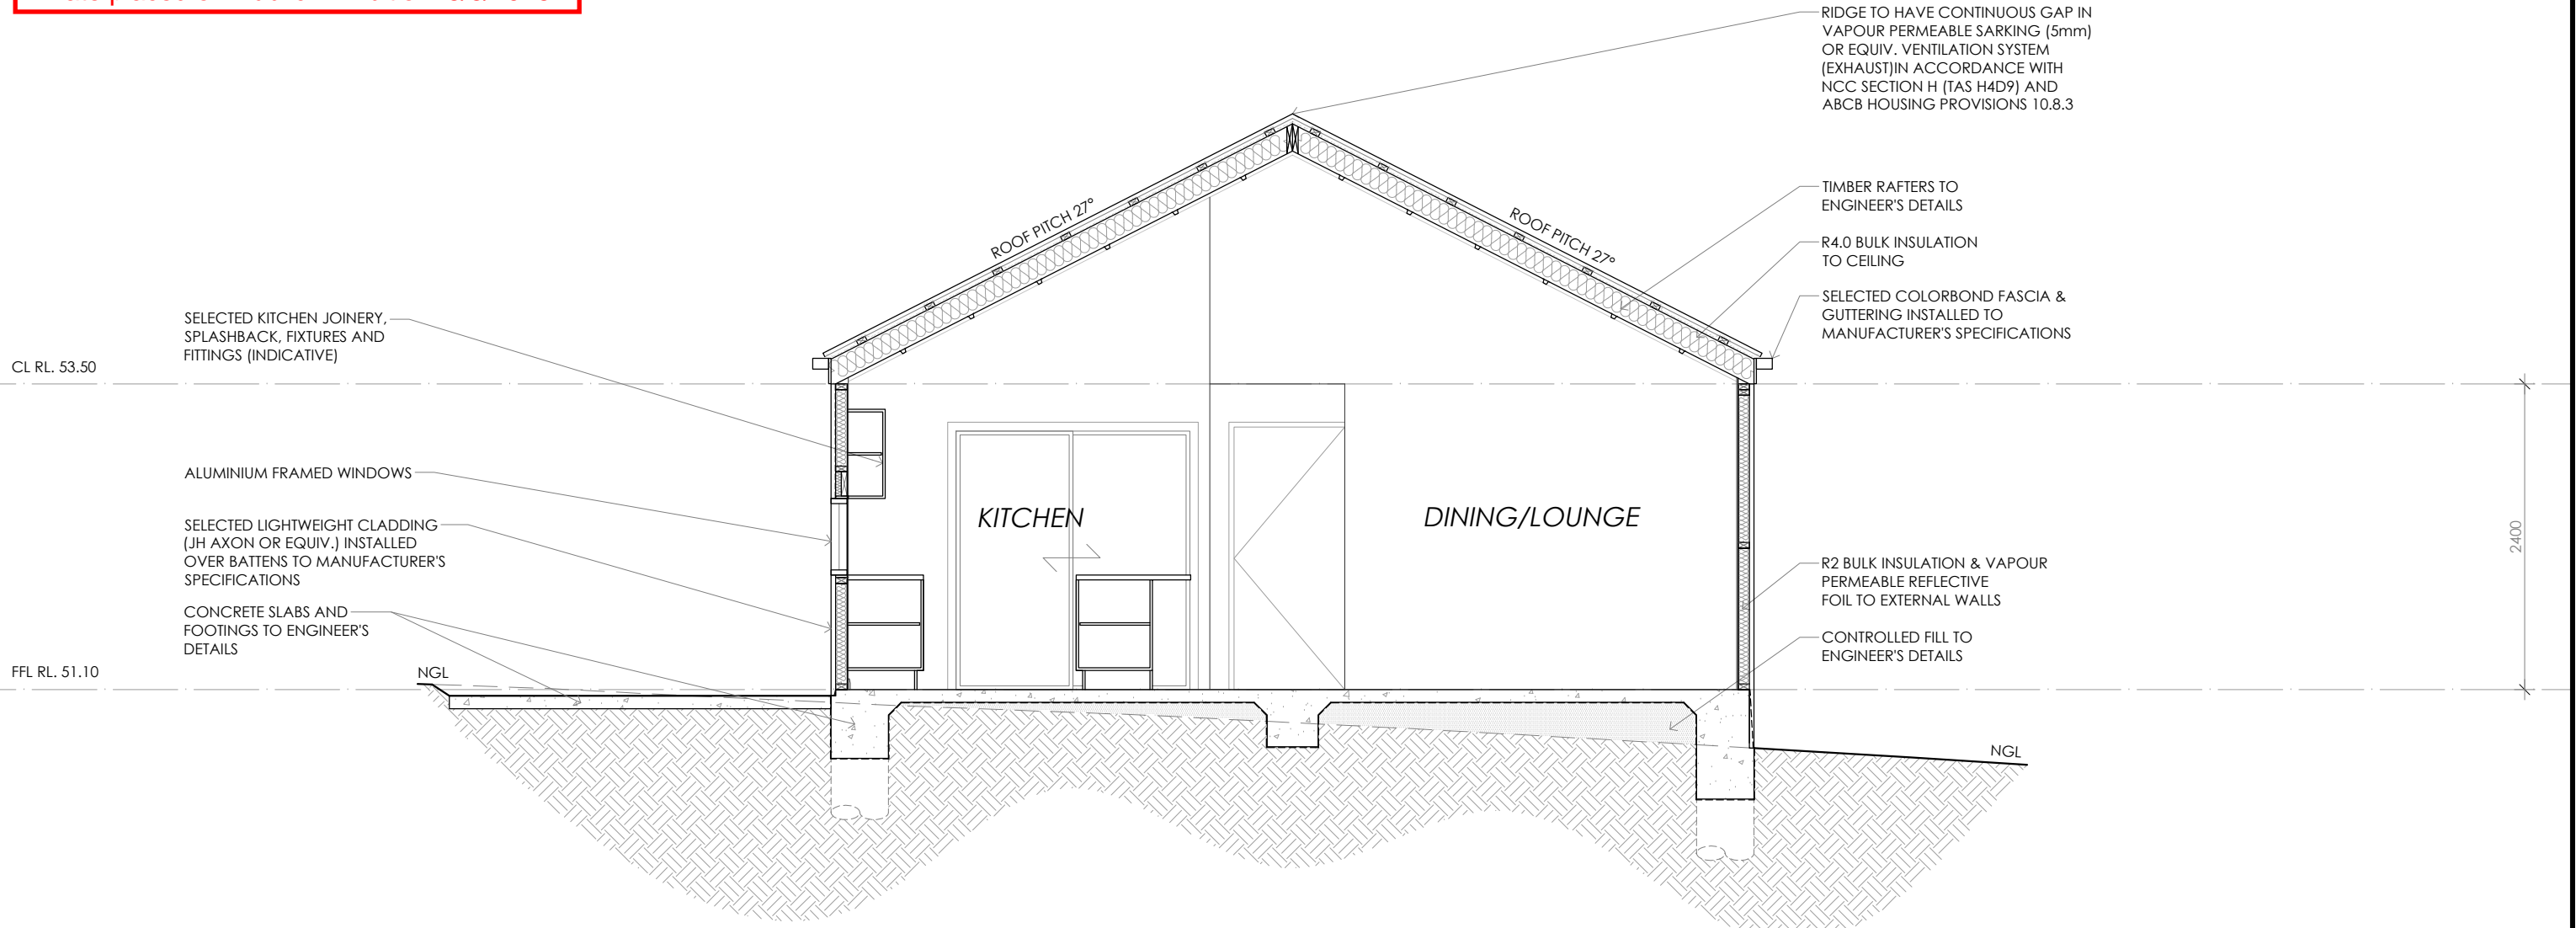 RIDGE TO HAVE CONTINUOUS GAP IN
VAPOUR PERMEABLE SARKING (5mm)
OR EQUIV. VENTILATION SYSTEM
(EXHAUST)IN ACCORDANCE WITH
NCC SECTION H (TAS H4D9) AND
ABCB HOUSING PROVISIONS 10.8.3
TIMBER RAFTERS TO
ENGINEER'S DETAILS
ROOF PITCH 27°
ROOF PITCH 27°
R4.0 BULK INSULATION
TO CEILING
SELECTED COLORBOND FASCIA &
GUTTERING INSTALLED TO
MANUFACTURER'S SPECIFICATIONS
SELECTED KITCHEN JOINERY,
SPLASHBACK, FIXTURES AND
FITTINGS (INDICATIVE)
CL RL. 53.50
ALUMINIUM FRAMED WINDOWS
KITCHEN
DINING/LOUNGE
SELECTED LIGHTWEIGHT CLADDING
(JH AXON OR EQUIV.) INSTALLED
OVER BATTENS TO MANUFACTURER'S
SPECIFICATIONS
2400
R2 BULK INSULATION & VAPOUR
PERMEABLE REFLECTIVE
FOIL TO EXTERNAL WALLS
CONCRETE SLABS AND
FOOTINGS TO ENGINEER'S
DETAILS
CONTROLLED FILL TO
ENGINEER'S DETAILS
FFL RL. 51.10
NGL
NGL